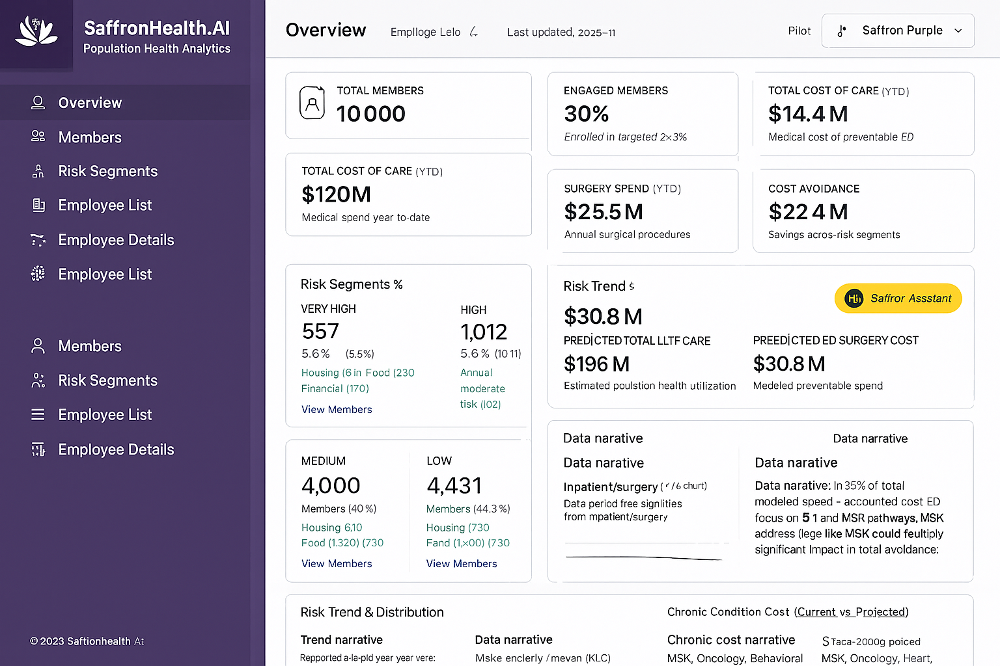 SaffronHealth.AI
Population Health Analytics
Overview
Members
Risk Segments
Employee List
Employee Details
Employee List
Members
Risk Segments
Employee List
Employee Details
© 2023 Saftionhealth At
Overview
Emplloge Lelo
Last updated, 2025–11
Pilot
Saffron Purple
TOTAL MEMBERS
10 000
ENGAGED MEMBERS
30%
Enrolled in targeted 2×3%
TOTAL COST OF CARE (YTD)
$14.4 M
Medical cost of preventable ED
TOTAL COST OF CARE (YTD)
$120M
Medical spend year to-date
SURGERY SPEND (YTD)
$25.5 M
Annual surgical procedures
COST AVOIDANCE
$22 4 M
Savings acros-risk segments
Risk Segments %
VERY HIGH
557
5.6% (5.5%)
Housing (6 in Food (230
Financial (170)
View Members
HIGH
1,012
5.6 % (10 11)
Annual
moderate
tisk (l02)
Risk Trend $
$30.8 M
Saffror Assstant
PREDİCTED TOTAL LLTF CARE
$196 M
Estimated poulstion health utilization
PREEDİCTED ED SURGERY COST
$30.8 M
Medeled preventable spend
MEDIUM
4,000
Members (40 %)
Housing 6,10
Food (1.320) (730
View Members
LOW
4,431
Members (44.3 %)
Housing (730
Fand (1,×00) (730
View Members
Data narative
Data narative
Inpatient/surgery ( /6 churt)
Data period free signlities
from mpatient/surgery
Data narrative
Data narative
Data narative: In 35% of total
modeled speed - accounted cost ED
focus on 5 1 and MSR pathways, MSK
address (lege like MSK could feultiply
significant Impact in total avoldance:
Risk Trend & Distribution
Trend narrative
Repported a-la-pld year year vere:
Data narrative
Mske enclerly /mevan (KLC)
Chronic Condition Cost (Current vs Projected)
Chronic cost narrative
MSK, Oncology, Behavioral
S Taca-2000g poiced
MSK, Oncology, Heart,